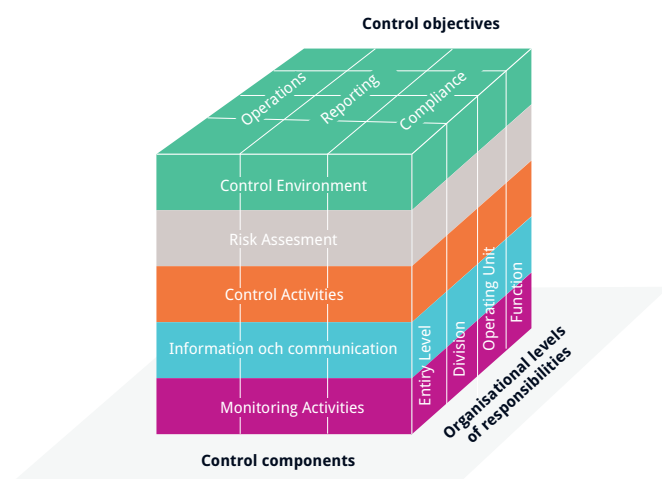 Control objectives
Operations
Reporting
Compliance
Control Environment
Risk Assesment
Control Activities
Information och communication
Monitoring Activities
Entiry Level
Division
Operating Unit
Function
Organisational levels
of responsibilities
Control components